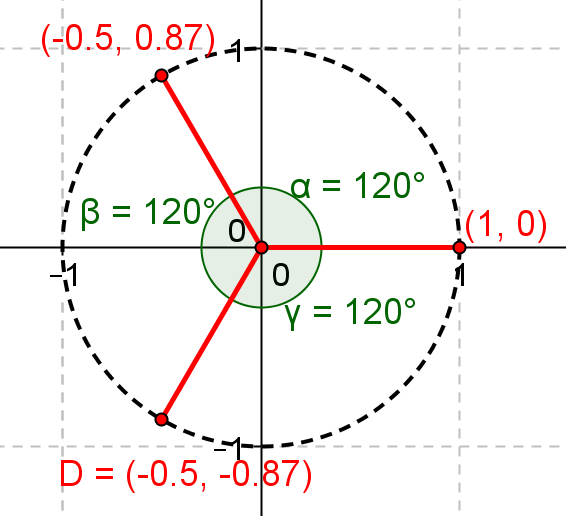 (-0.5, 0.87)
1
α = 120°
β = 120°
0
(1, 0)
−1
0
1
γ = 120°
−1
D = (-0.5, -0.87)